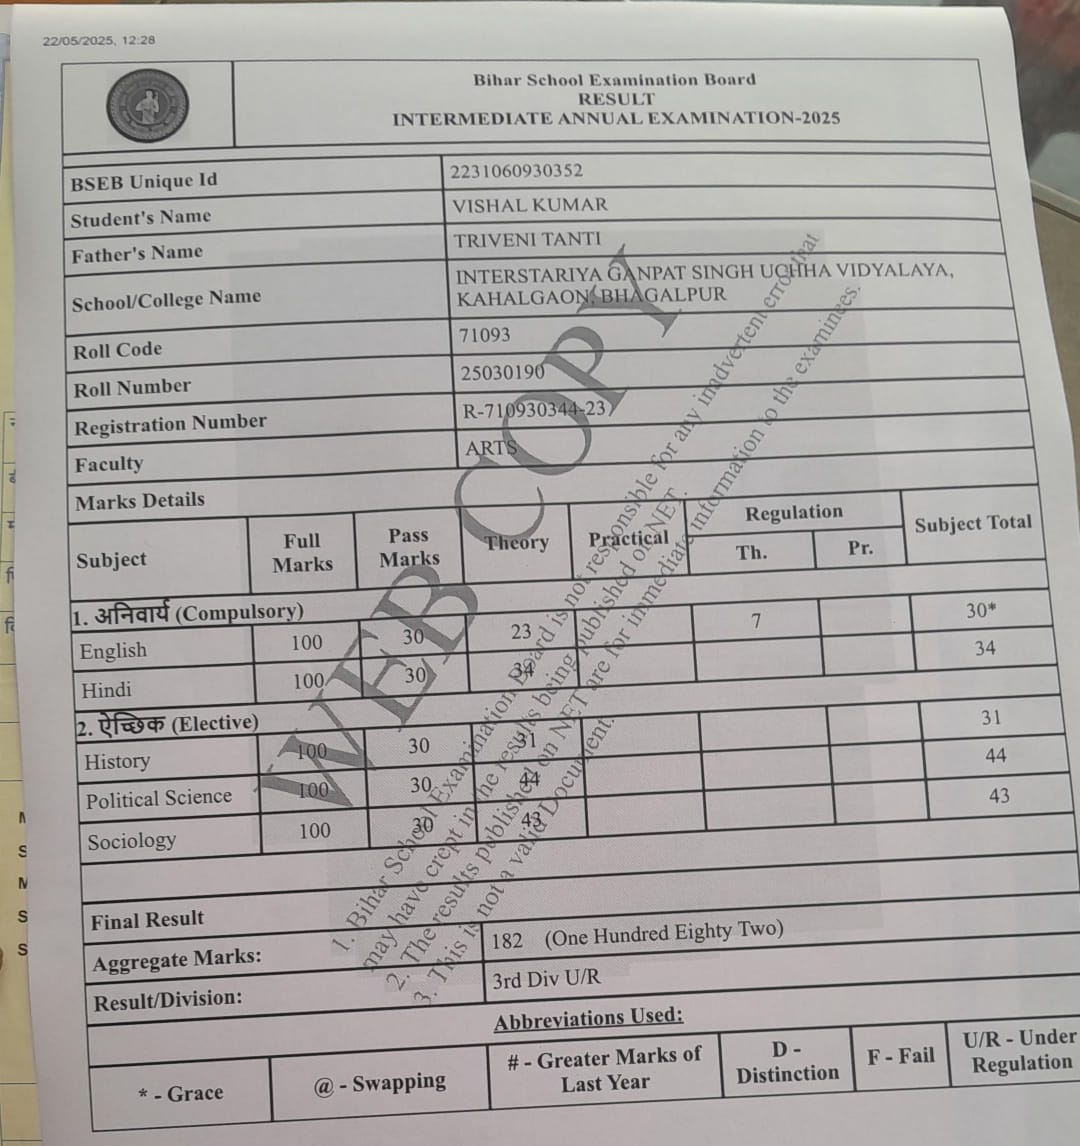 22/05/2025, 12:28
Bihar School Examination Board
RESULT
INTERMEDIATE ANNUAL EXAMINATION-2025
BSEB Unique Id 2231060930352
Student's Name VISHAL KUMAR
Father's Name TRIVENI TANTI
School/College Name INTERSTARIYA GANPAT SINGH UCHHA VIDYALAYA,
KAHALGAON, BHAGALPUR
Roll Code 71093
Roll Number 25030190
Registration Number R-710930344-23
Faculty ARTS
Marks Details
Subject Full Marks Pass Marks Theory Practical Regulation Subject Total
Th. Pr.
1. अनिवार्य (Compulsory)
English 100 30 23 7 30*
Hindi 100 30 34 34
2. ऐच्छिक (Elective)
History 100 30 31 31
Political Science 100 30 44 44
Sociology 100 30 43 43
Final Result
Aggregate Marks: 182 (One Hundred Eighty Two)
Result/Division: 3rd Div U/R
Abbreviations Used:
* - Grace @ - Swapping # - Greater Marks of Last Year D - Distinction F - Fail U/R - Under Regulation
WEB COPY
1. Bihar School Examination Board is not responsible for any inadvertent error that
may have crept in the results being published on NET.
2. The results published on NET are for immediate information to the examinees.
3. This is not a valid Document.